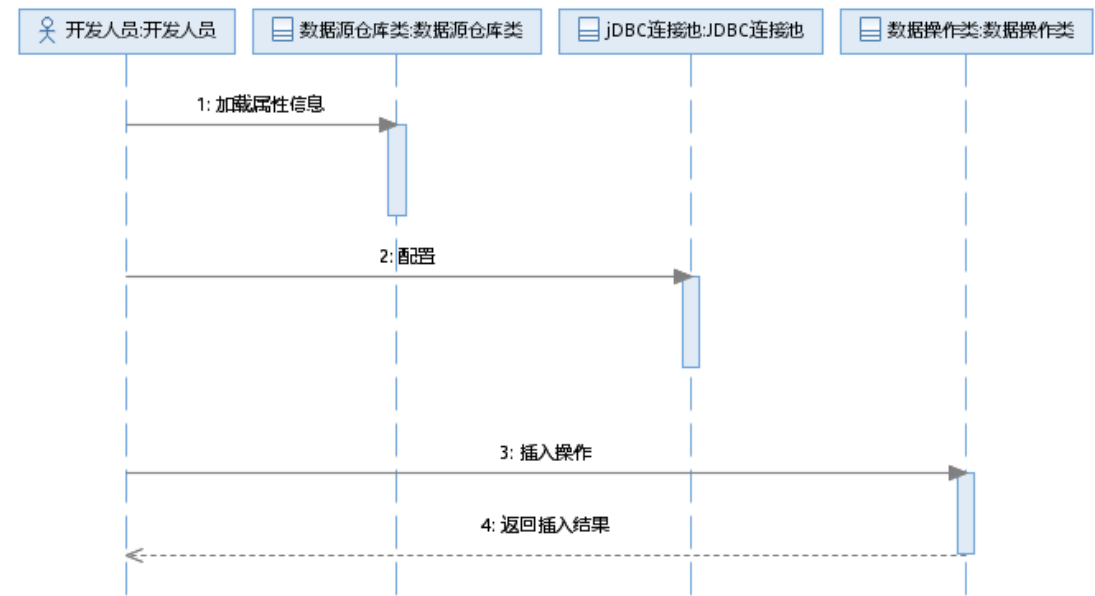 开发人员:开发人员
数据源仓库类:数据源仓库类
jDBC连接池:JDBC连接池
数据操作类:数据操作类
1: 加载属性信息
2: 配置
3: 插入操作
4: 返回插入结果